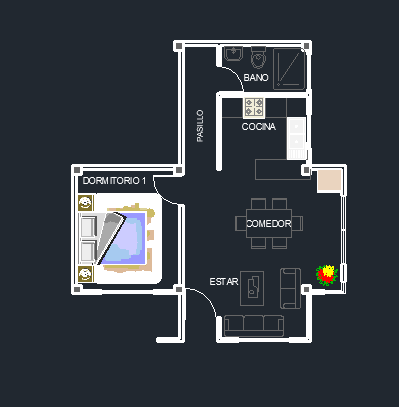 BANO
PASILLO
COCINA
DORMITORIO 1
COMEDOR
ESTAR